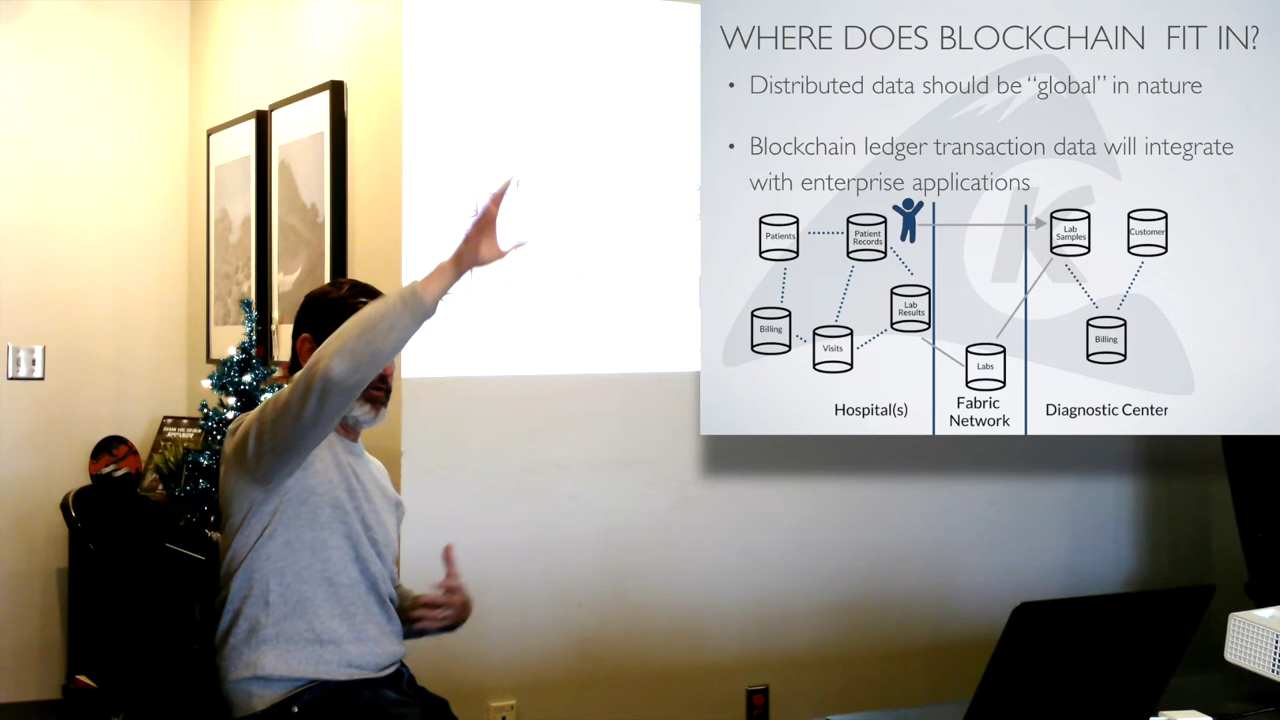 WHERE DOES BLOCKCHAIN FIT IN?
• Distributed data should be “global” in nature
• Blockchain ledger transaction data will integrate
with enterprise applications
Patients
Patient
Records
Lab
Samples
Customer
Billing
Visits
Lab
Results
Labs
Billing
Hospital(s)
Fabric
Network
Diagnostic Center
K